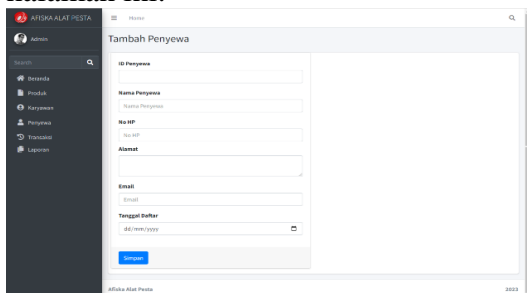 AFISKA ALAT PESTA
Home
Admin
Tambah Penyewa
Search
Beranda
Produk
Karyawan
Penyewa
Transaksi
Laporan
ID Penyewa
Nama Penyewa
Nama Penyewa
No HP
No HP
Alamat
Email
Email
Tanggal Daftar
dd/mm/yyyy
Simpan
Afiska Alat Pesta
2023